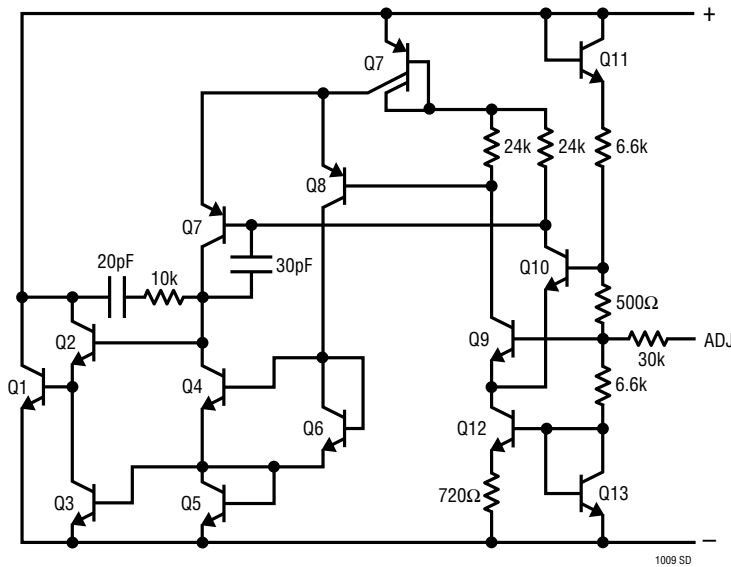 +
Q11
Q7
24k
24k
6.6k
Q8
Q7
20pF
10k
30pF
Q10
500Ω
Q2
Q9
ADJ
30k
Q1
Q4
6.6k
Q6
Q12
Q3
Q5
720Ω
Q13
–
1009 SD